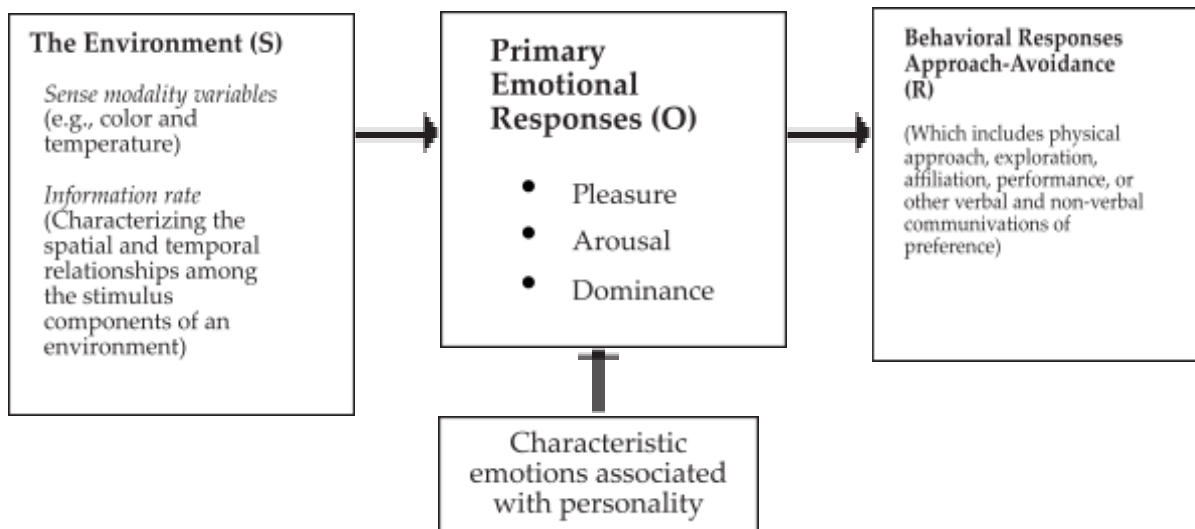 The Environment (S)
Sense modality variables
(e.g., color and
temperature)
Information rate
(Characterizing the
spatial and temporal
relationships among
the stimulus
components of an
environment)
Primary
Emotional
Responses (O)
• Pleasure
• Arousal
• Dominance
Behavioral Responses
Approach-Avoidance
(R)
(Which includes physical
approach, exploration,
affiliation, performance, or
other verbal and non-verbal
communivations of
preference)
Characteristic
emotions associated
with personality